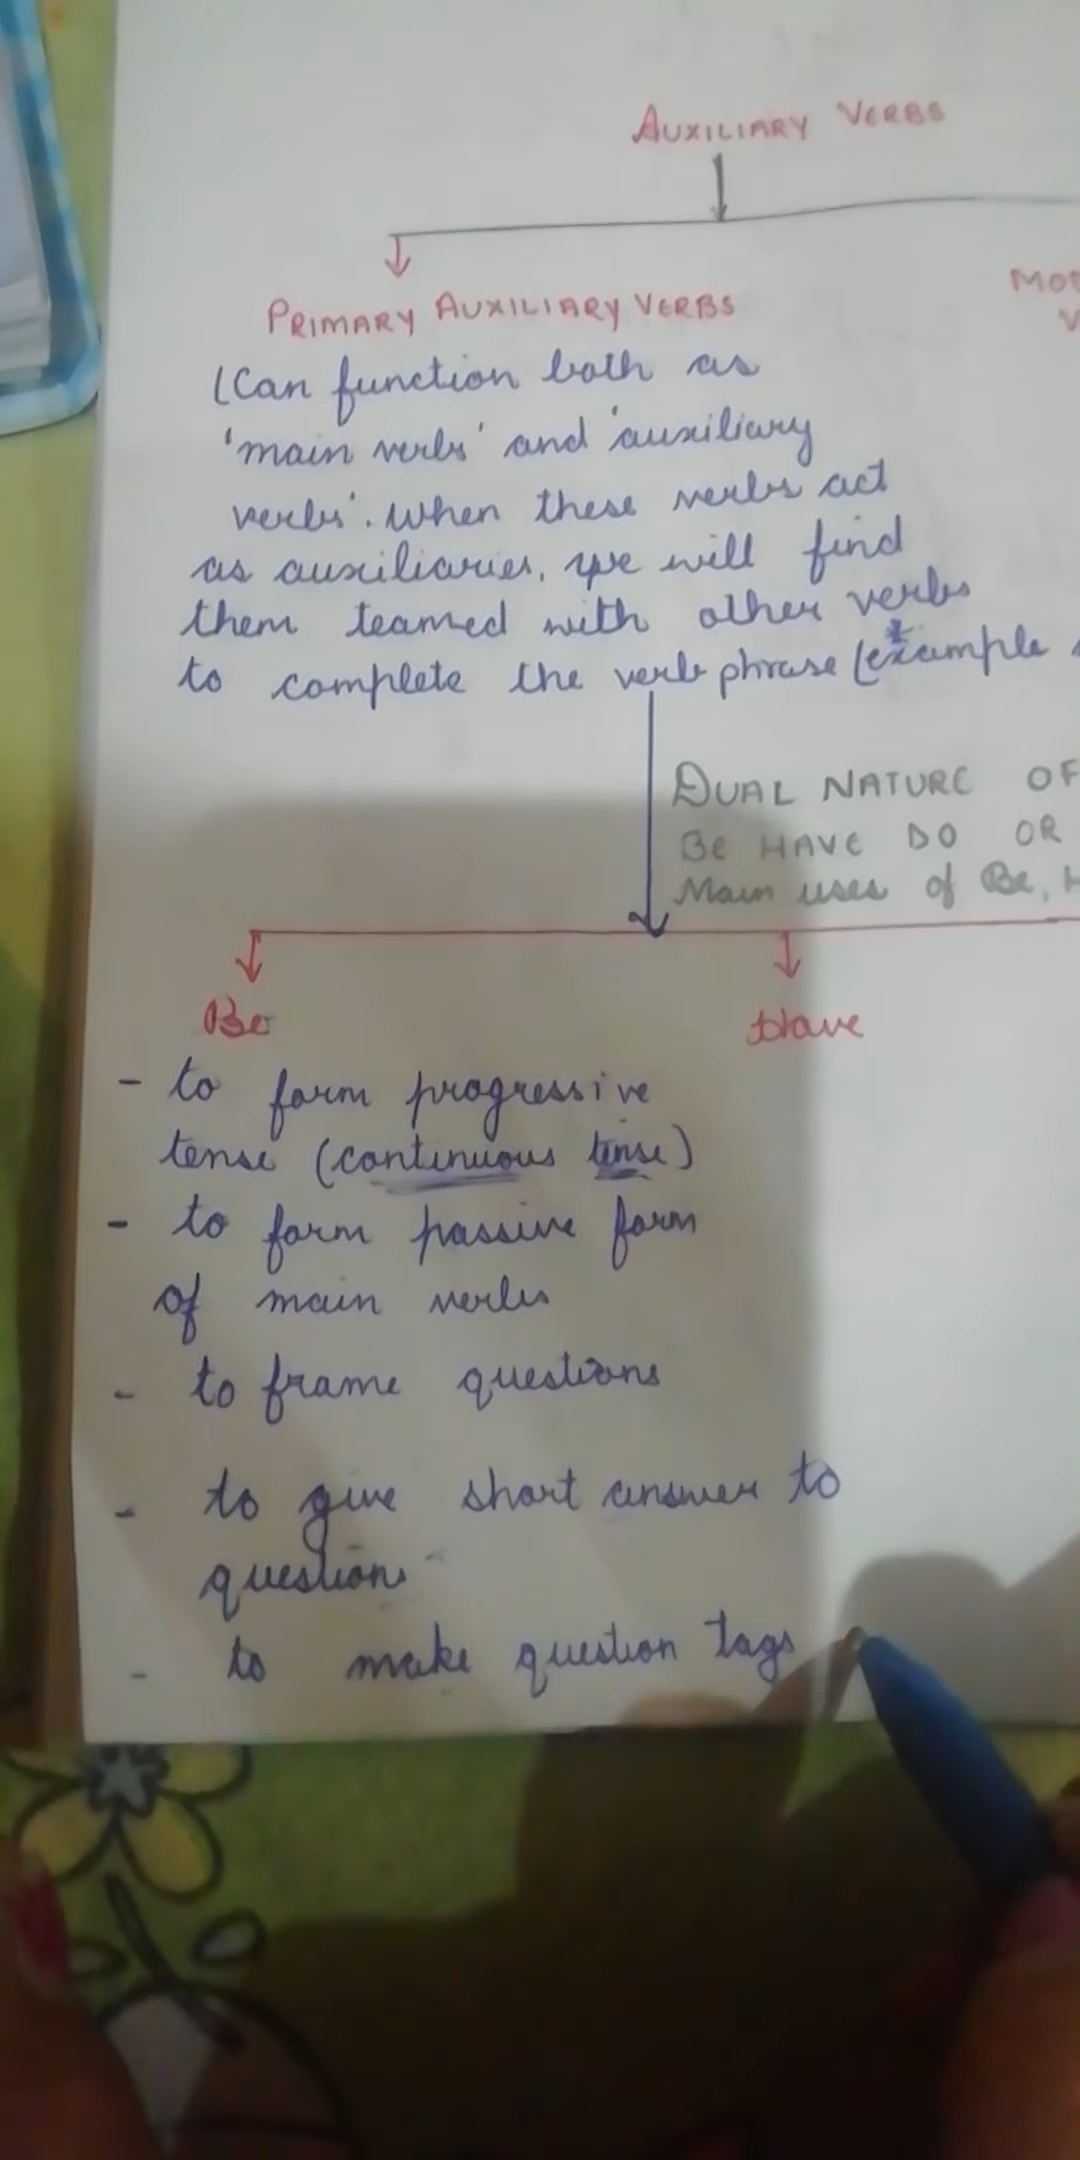 AUXILIARY VERBS
PRIMARY AUXILIARY VERBS
(Can function both as
'main verbs' and 'auxiliary
verbs'. When these verbs act
as auxiliaries, we will find
them teamed with other verbs
to complete the verb phrase (example
*
DUAL NATURE OF
BE HAVE DO OR
Main uses of Be,
Be
Have
- to form progressive
tense (continuous tense)
- to form passive form
of main verbs
- to frame questions
- to give short answer to
question
- to make question tags